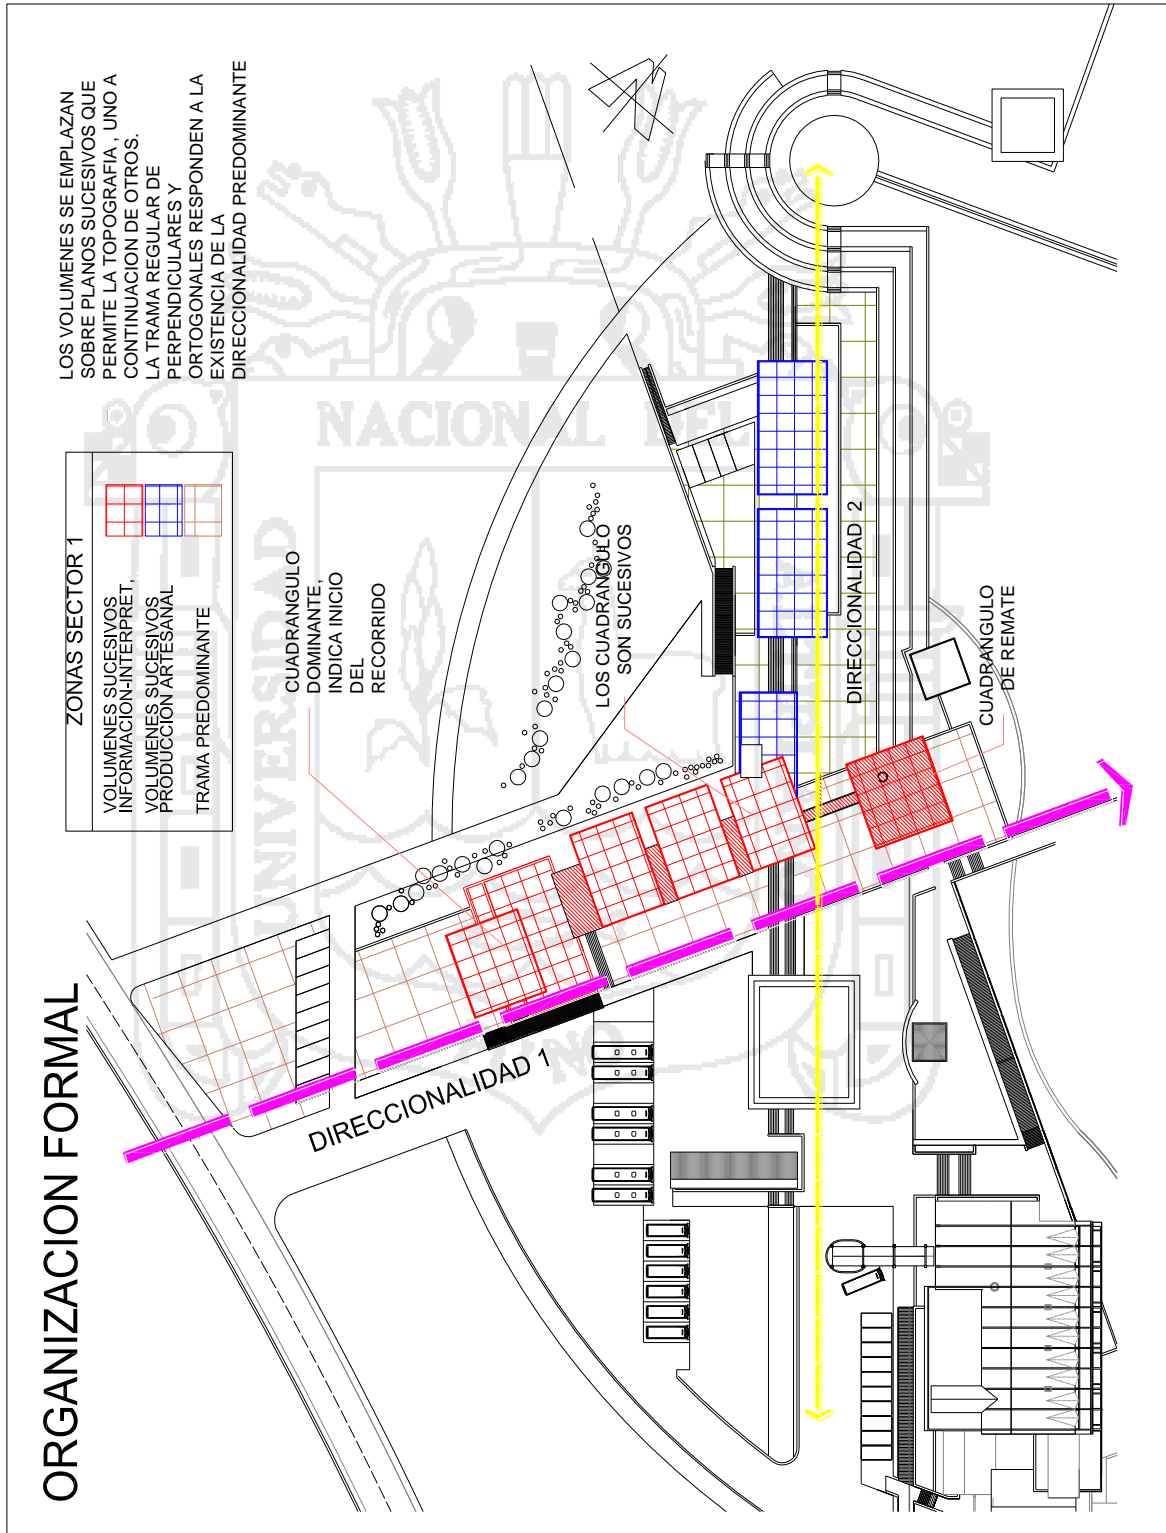 ORGANIZACION FORMAL
ZONAS SECTOR 1
VOLUMENES SUCESIVOS
INFORMACION-INTERPRET,
VOLUMENES SUCESIVOS
PRODUCCION ARTESANAL
TRAMA PREDOMINANTE
LOS VOLUMENES SE EMPLAZAN
SOBRE PLANOS SUCESIVOS QUE
PERMITE LA TOPOGRAFIA , UNO A
CONTINUACION DE OTROS.
LA TRAMA REGULAR DE
PERPENDICULARES Y
ORTOGONALES RESPONDEN A LA
EXISTENCIA DE LA
DIRECCIONALIDAD PREDOMINANTE
CUADRANGULO
DOMINANTE,
INDICA INICIO
DEL
RECORRIDO
LOS CUADRANGULO
SON SUCESIVOS
DIRECCIONALIDAD 1
DIRECCIONALIDAD 2
CUADRANGULO
DE REMATE
UNIVERSIDAD
NACIONAL DEL